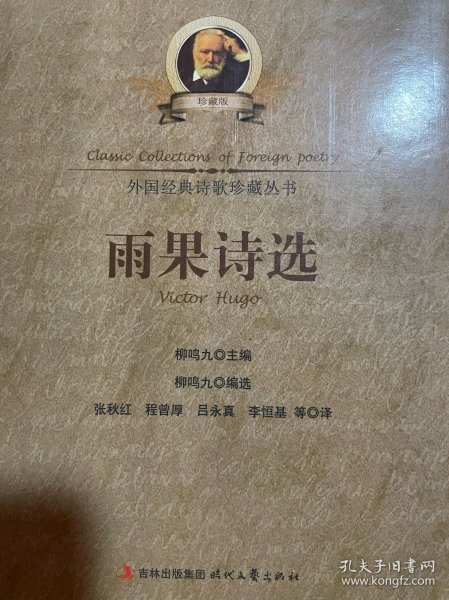 珍藏版
Classic Collections of Foreign poetry
外国经典诗歌珍藏丛书
雨果诗选
Victor Hugo
柳鸣九◎主编
柳鸣九◎编选
张秋红 程曾厚 吕永真 李恒基 等◎译
吉林出版集团 时代文艺出版社
孔夫子旧书网
www.kongfz.com